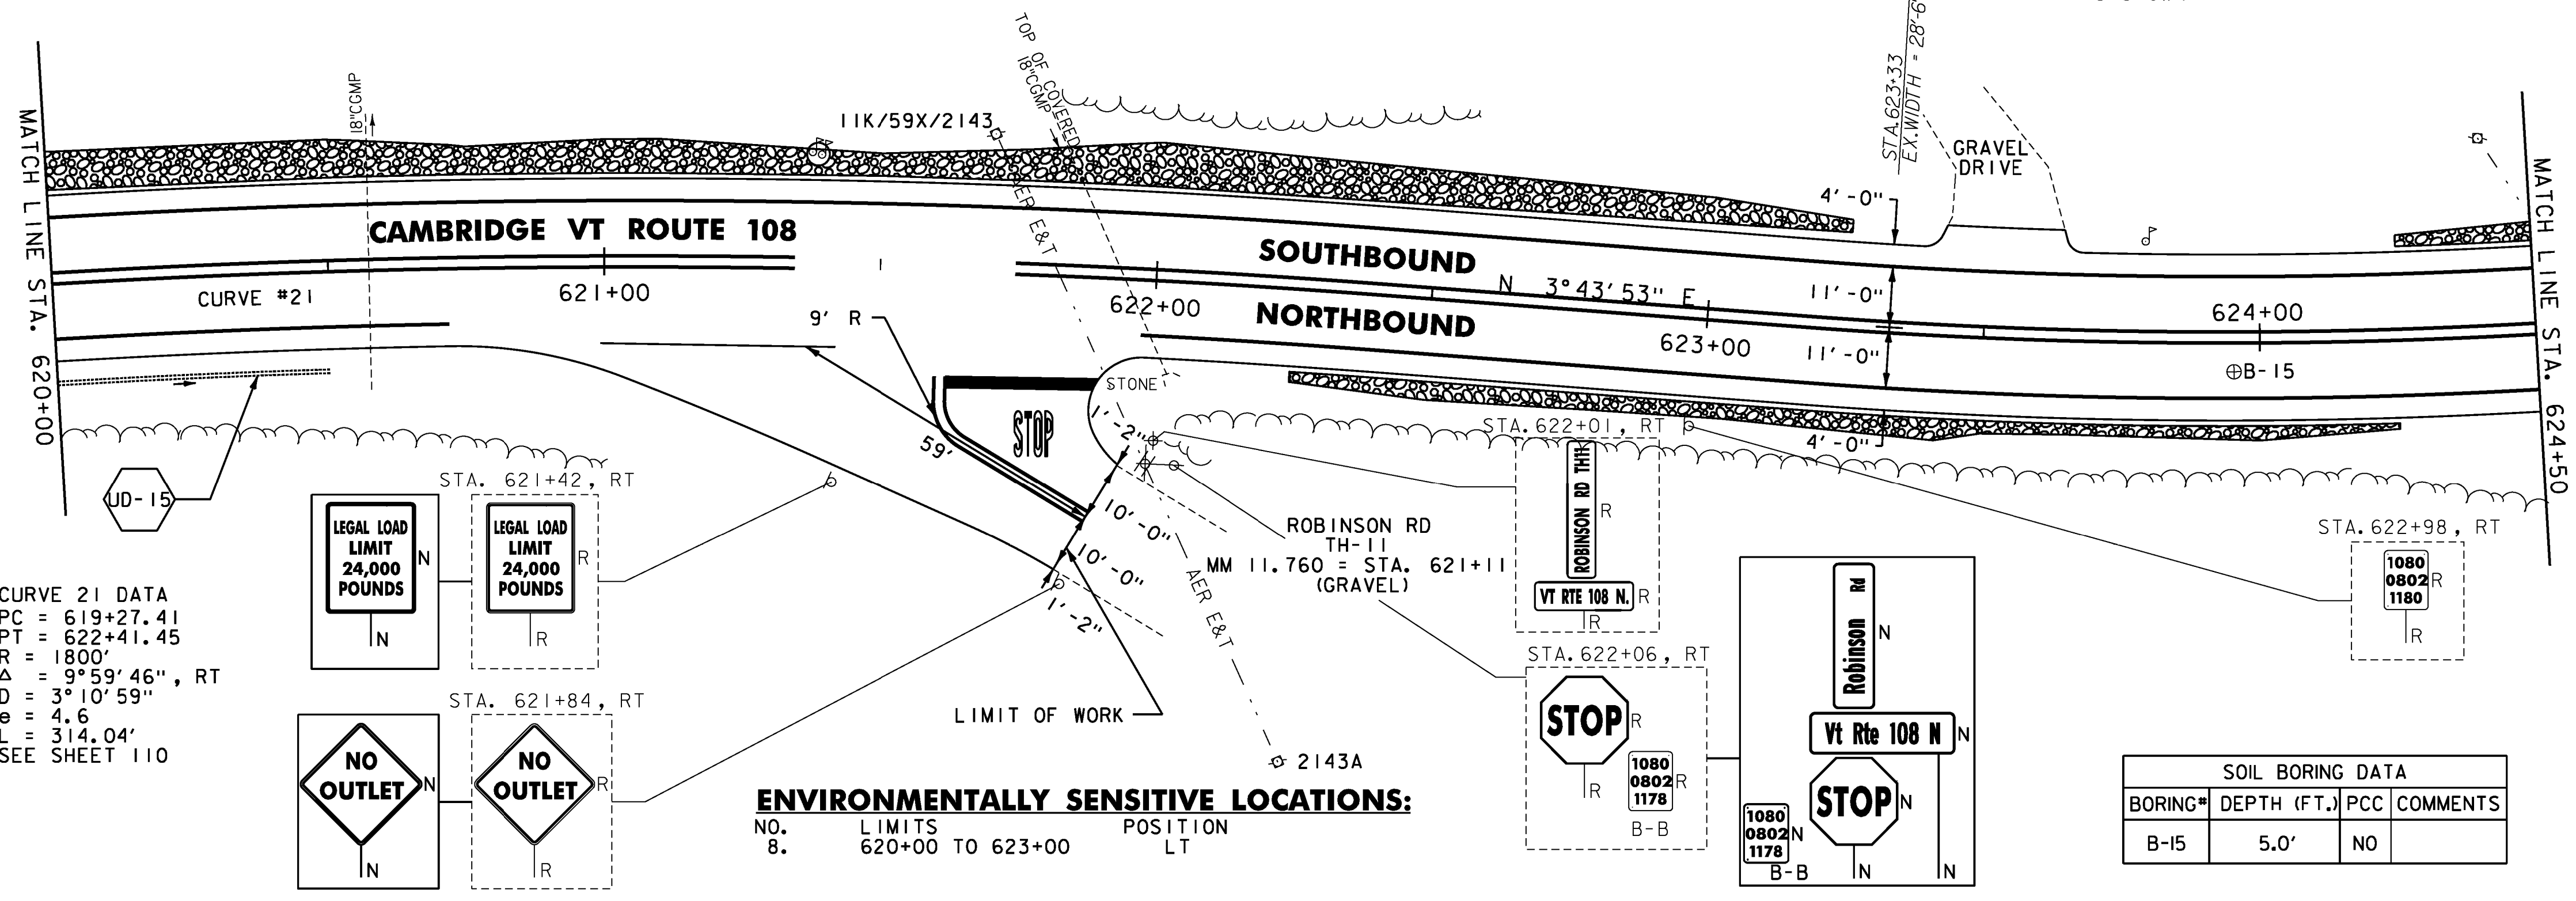 MATCH LINE STA. 620+00
18"CGMP
11K/59X/2143
TOP OF COVERED
18"CGMP
AER E&T
STA.623+33
EX.WIDTH = 28'-6
GRAVEL
DRIVE
4'-0"
MATCH LINE STA. 624+50
CAMBRIDGE VT ROUTE 108
SOUTHBOUND
N 3°43'53" E
NORTHBOUND
11'-0"
11'-0"
4'-0"
CURVE #21
621+00
622+00
623+00
624+00
B-15
9' R
59'
STOP
STONE
1'-2"
10'-0"
10'-0"
1'-2"
AER E&T
UD-15
STA. 621+42, RT
LEGAL LOAD
LIMIT
24,000
POUNDS
N
N
LEGAL LOAD
LIMIT
24,000
POUNDS
R
R
CURVE 21 DATA
PC = 619+27.41
PT = 622+41.45
R = 1800'
Δ = 9°59'46", RT
D = 3°10'59"
e = 4.6
L = 314.04'
SEE SHEET 110
STA. 621+84, RT
NO
OUTLET
N
N
NO
OUTLET
R
R
LIMIT OF WORK
2143A
ROBINSON RD
TH-11
MM 11.760 = STA. 621+11
(GRAVEL)
STA.622+01, RT
ROBINSON RD TH11
R
VT RTE 108 N.
R
R
STA.622+06, RT
STOP
R
R
1080
0802
1178
R
B-B
Robinson Rd
N
Vt Rte 108 N
N
STOP
N
1080
0802
1178
N
B-B
N
N
STA.622+98, RT
1080
0802
1180
R
R
ENVIRONMENTALLY SENSITIVE LOCATIONS:
NO. LIMITS POSITION
8. 620+00 TO 623+00 LT
SOIL BORING DATA
BORING# DEPTH (FT.) PCC COMMENTS
B-15 5.0' NO